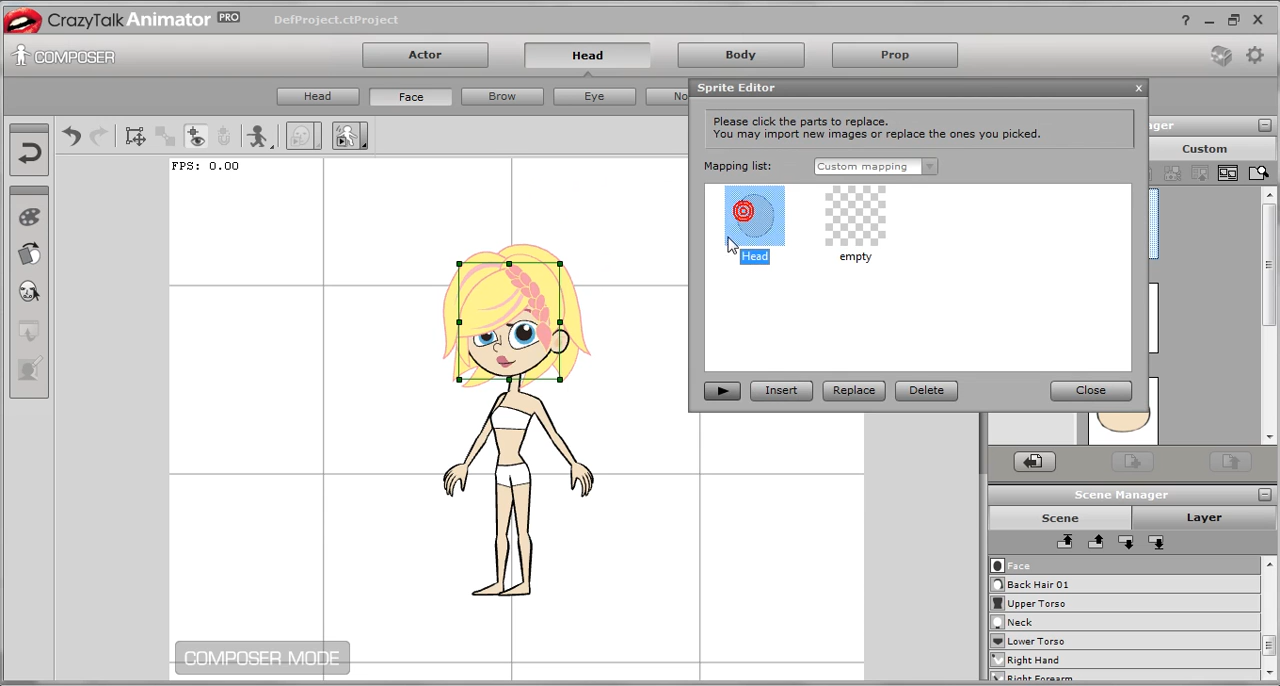 CrazyTalk Animator PRO DefProject.ctProject
COMPOSER Actor Head Body Prop
Head Face Brow Eye No
Sprite Editor
Please click the parts to replace.
You may import new images or replace the ones you picked.
Mapping list: Custom mapping
Head empty
Insert Replace Delete Close
nager
Custom
FPS: 0.00
Scene Manager
Scene Layer
Face
Back Hair 01
Upper Torso
Neck
Lower Torso
Right Hand
Right Forearm
COMPOSER MODE